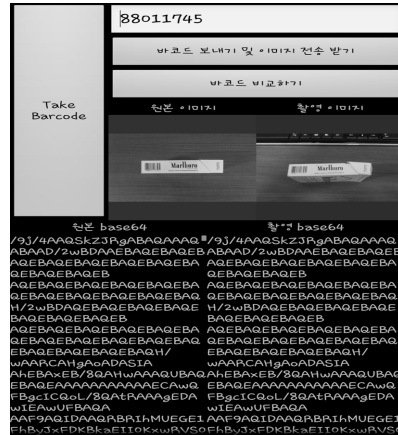 88011745
바코드 보내기 및 이미지 전송 받기
바코드 비교하기
Take
Barcode
원본 이미지
촬영 이미지
Marlboro
Marlboro
원본 base64
촬영 base64
/9j/4AAQSkZJRgABAQAAAQ
/9j/4AAQSkZJRgABAQAAAQ
ABAAD/2wBDAAEBAQEBAQEB
ABAAD/2wBDAAEBAQEBAQEB
AQEBAQEBAQEBAQEBAQEBA
AQEBAQEBAQEBAQEBAQEBA
QEBAQEBAQEB
QEBAQEBAQEB
AQEBAQEBAQEBAQEBAQEBA
AQEBAQEBAQEBAQEBAQEBA
QEBAQEBAQEBAQEBAQEBAQ
QEBAQEBAQEBAQEBAQEBAQ
H/2wBDAQEBAQEBAQEBAQE
H/2wBDAQEBAQEBAQEBAQE
BAQEBAQEBAQEB
BAQEBAQEBAQEB
AQEBAQEBAQEBAQEBAQEBA
AQEBAQEBAQEBAQEBAQEBA
QEBAQEBAQEBAQEBAQEBAQ
QEBAQEBAQEBAQEBAQEBAQ
EBAQEBAQEBAQEBAQH/
EBAQEBAQEBAQEBAQH/
wAARCAHgAoADASIA
wAARCAHgAoADASIA
AhEBAxEB/8QAHwAAAQUBAQ
AhEBAxEB/8QAHwAAAQUBAQ
EBAQEAAAAAAAAAAAECAwQ
EBAQEAAAAAAAAAAAECAwQ
FBgcICQoL/8QAtRAAAgEDA
FBgcICQoL/8QAtRAAAgEDA
wIEAwUFBAQA
wIEAwUFBAQA
AAF9AQIDAAQRBRIhMUEGE1
AAF9AQIDAAQRBRIhMUEGE1